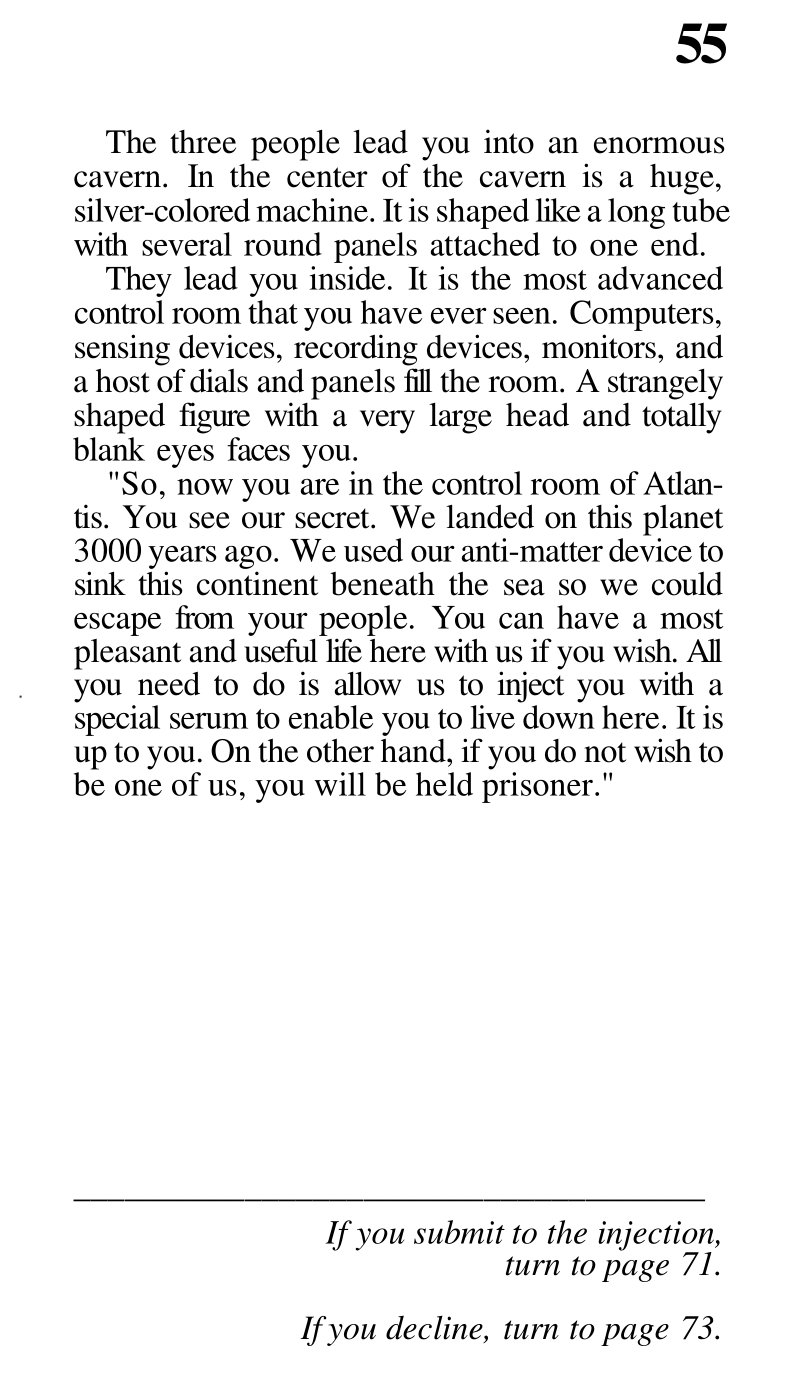 55
The three people lead you into an enormous
cavern. In the center of the cavern is a huge,
silver-colored machine. It is shaped like a long tube
with several round panels attached to one end.
They lead you inside. It is the most advanced
control room that you have ever seen. Computers,
sensing devices, recording devices, monitors, and
a host of dials and panels fill the room. A strangely
shaped figure with a very large head and totally
blank eyes faces you.
"So, now you are in the control room of Atlan-
tis. You see our secret. We landed on this planet
3000 years ago. We used our anti-matter device to
sink this continent beneath the sea so we could
escape from your people. You can have a most
pleasant and useful life here with us if you wish. All
you need to do is allow us to inject you with a
special serum to enable you to live down here. It is
up to you. On the other hand, if you do not wish to
be one of us, you will be held prisoner."
If you submit to the injection,
turn to page 71.
If you decline, turn to page 73.